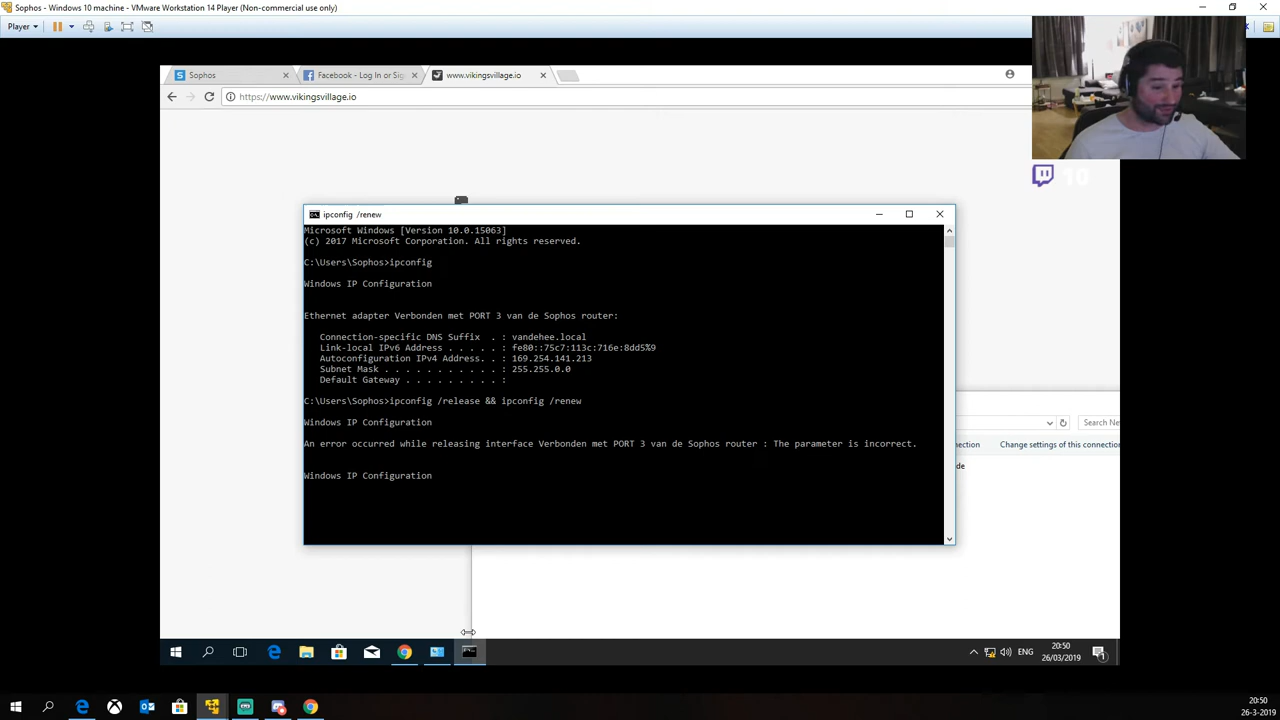 Sophos - Windows 10 machine - VMware Workstation 14 Player (Non-commercial use only)
Player
Sophos
Facebook - Log In or Sig
www.vikingsvillage.io
https://www.vikingsvillage.io
10
ipconfig /renew
Microsoft Windows [Version 10.0.15063]
(c) 2017 Microsoft Corporation. All rights reserved.
C:\Users\Sophos>ipconfig
Windows IP Configuration
Ethernet adapter Verbonden met PORT 3 van de Sophos router:
Connection-specific DNS Suffix . : vandehee.local
Link-local IPv6 Address . . . . . : fe80::75c7:113c:716e:8dd5%9
Autoconfiguration IPv4 Address. . : 169.254.141.213
Subnet Mask . . . . . . . . . . . : 255.255.0.0
Default Gateway . . . . . . . . . :
C:\Users\Sophos>ipconfig /release && ipconfig /renew
Windows IP Configuration
An error occurred while releasing interface Verbonden met PORT 3 van de Sophos router : The parameter is incorrect.
Windows IP Configuration
Search Ne
nection
Change settings of this connection
de
ENG
20:50
26/03/2019
1
20:50
26-3-2019